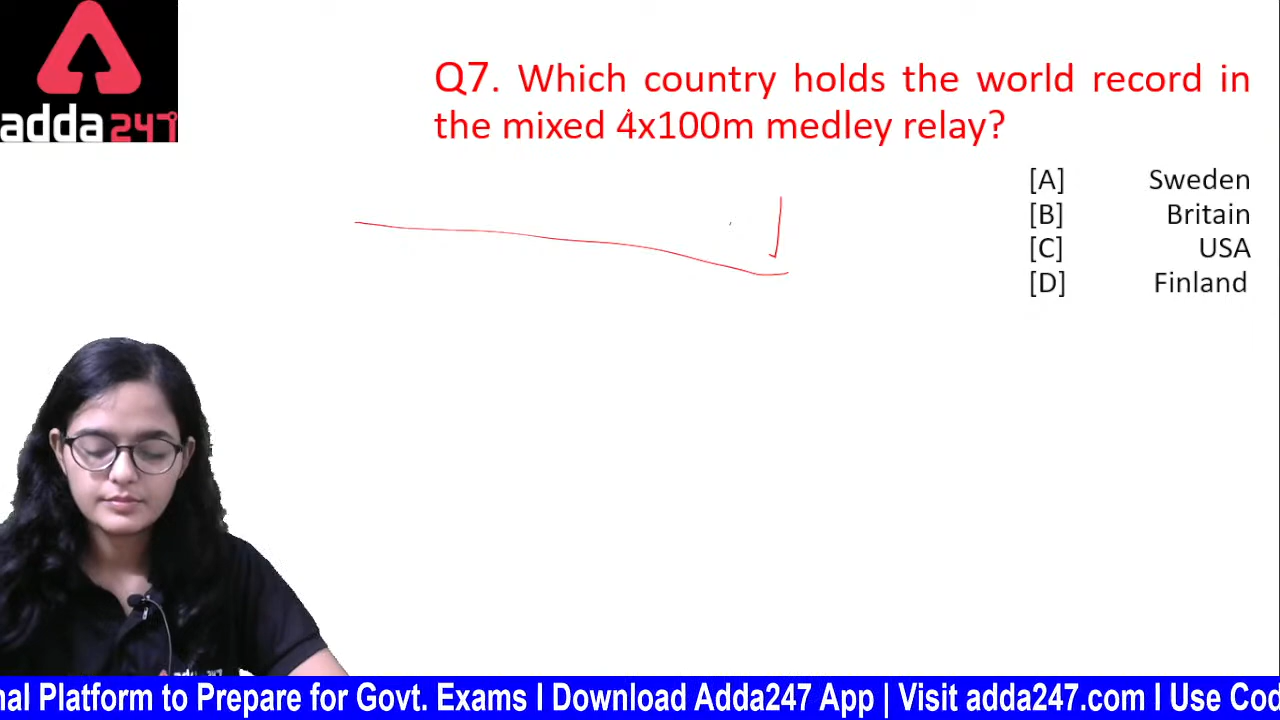 adda247
Q7. Which country holds the world record in
the mixed 4x100m medley relay?
[A] Sweden
[B] Britain
[C] USA
[D] Finland
adda247
nal Platform to Prepare for Govt. Exams I Download Adda247 App | Visit adda247.com I Use Cod